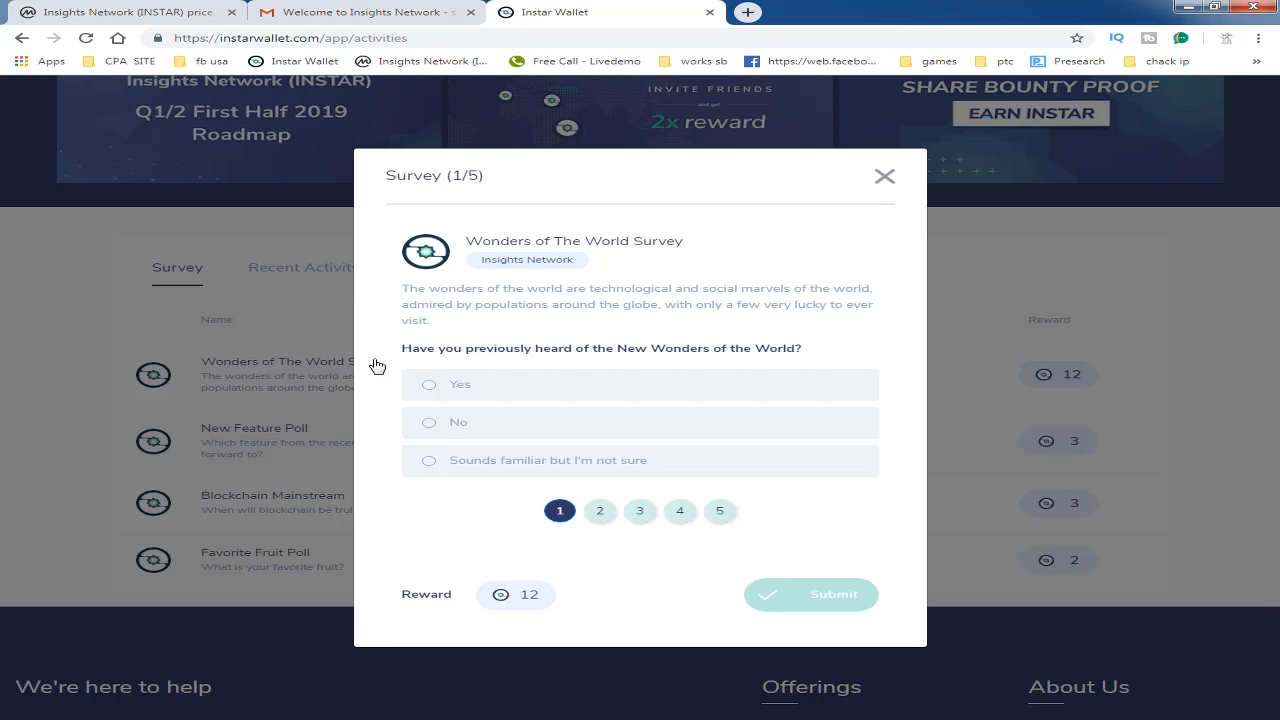 Insights Network (INSTAR) price,
Welcome to Insights Network - s
Instar Wallet
https://instarwallet.com/app/activities
Apps
CPA SITE
fb usa
Instar Wallet
Insights Network (I...
Free Call - Livedemo
works sb
https://web.facebo...
games
ptc
Presearch
chack ip
»
Insights Network (INSTAR)
Q1/2 First Half 2019
Roadmap
INVITE FRIENDS
and get
2x reward
SHARE BOUNTY PROOF
EARN INSTAR
Survey (1/5)
Wonders of The World Survey
Insights Network
The wonders of the world are technological and social marvels of the world,
admired by populations around the globe, with only a few very lucky to ever
visit.
Have you previously heard of the New Wonders of the World?
Yes
No
Sounds familiar but I'm not sure
1 2 3 4 5
Reward 12
Submit
Survey
Recent Activit
Name
Reward
Wonders of The World S
The wonders of the world are
populations around the globe
12
New Feature Poll
Which feature from the rece
forward to?
3
Blockchain Mainstream
When will blockchain be trul
3
Favorite Fruit Poll
What is your favorite fruit?
2
We're here to help
Offerings
About Us